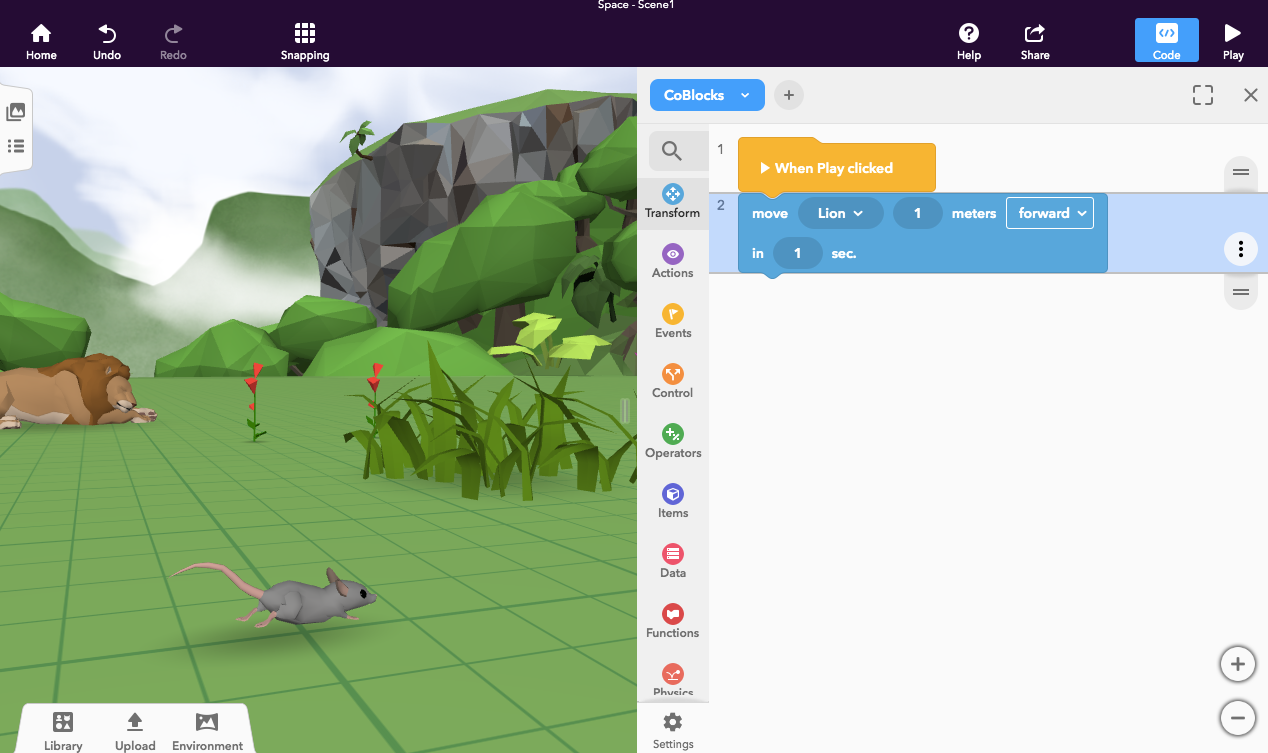 Space - Scene1
Home
Undo
Redo
Snapping
Help
Share
Code
Play
CoBlocks
1
When Play clicked
2
move Lion 1 meters forward
in 1 sec.
Transform
Actions
Events
Control
Operators
Items
Data
Functions
Physics
Settings
Library
Upload
Environment